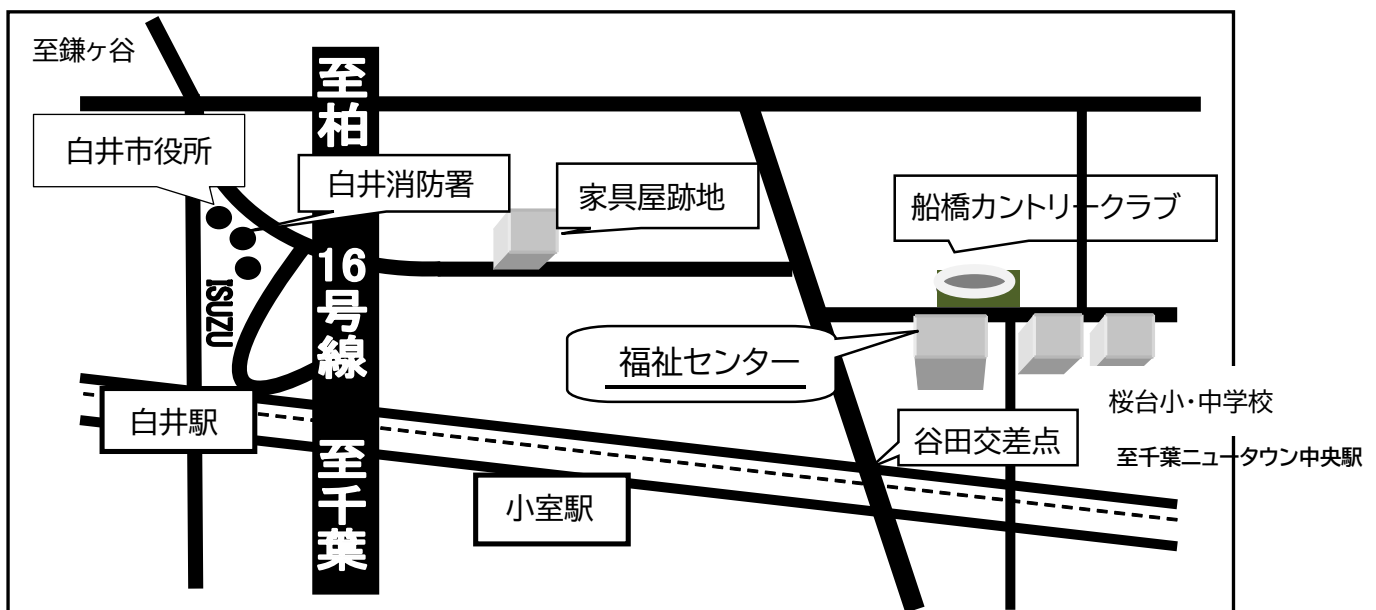 至鎌ヶ谷
至柏
白井市役所
白井消防署
家具屋跡地
船橋カントリークラブ
16号線
ISUZU
福祉センター
桜台小・中学校
白井駅
谷田交差点
至千葉ニュータウン中央駅
至千葉
小室駅